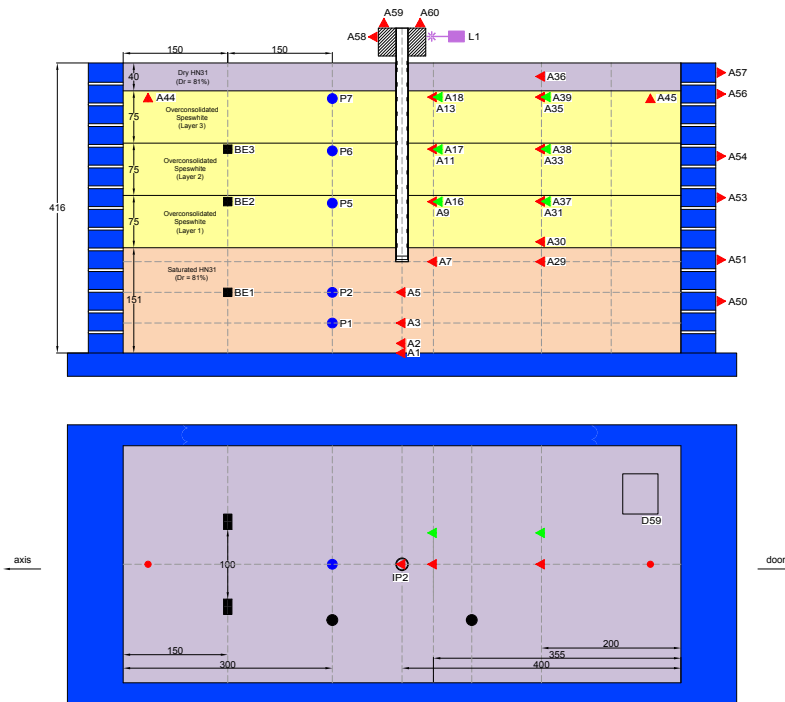 A59 A60
A58 L1
150 150
40 Dry HN31 A36 A57
(Dr = 81%)
A44 P7 A18 A39 A45 A56
A13 A35
75 Overconsolidated
Speswhite
(Layer 3)
BE3 P6 A17 A38 A54
A11 A33
75 Overconsolidated
Speswhite
(Layer 2)
416 BE2 P5 A16 A37 A53
A9 A31
75 Overconsolidated
Speswhite
(Layer 1)
A30
A7 A29 A51
Saturated HN31
(Dr = 81%)
151 BE1 P2 A5 A50
P1 A3
A2
A1
D59
axis 100 IP2 door
150 200
355
300 400